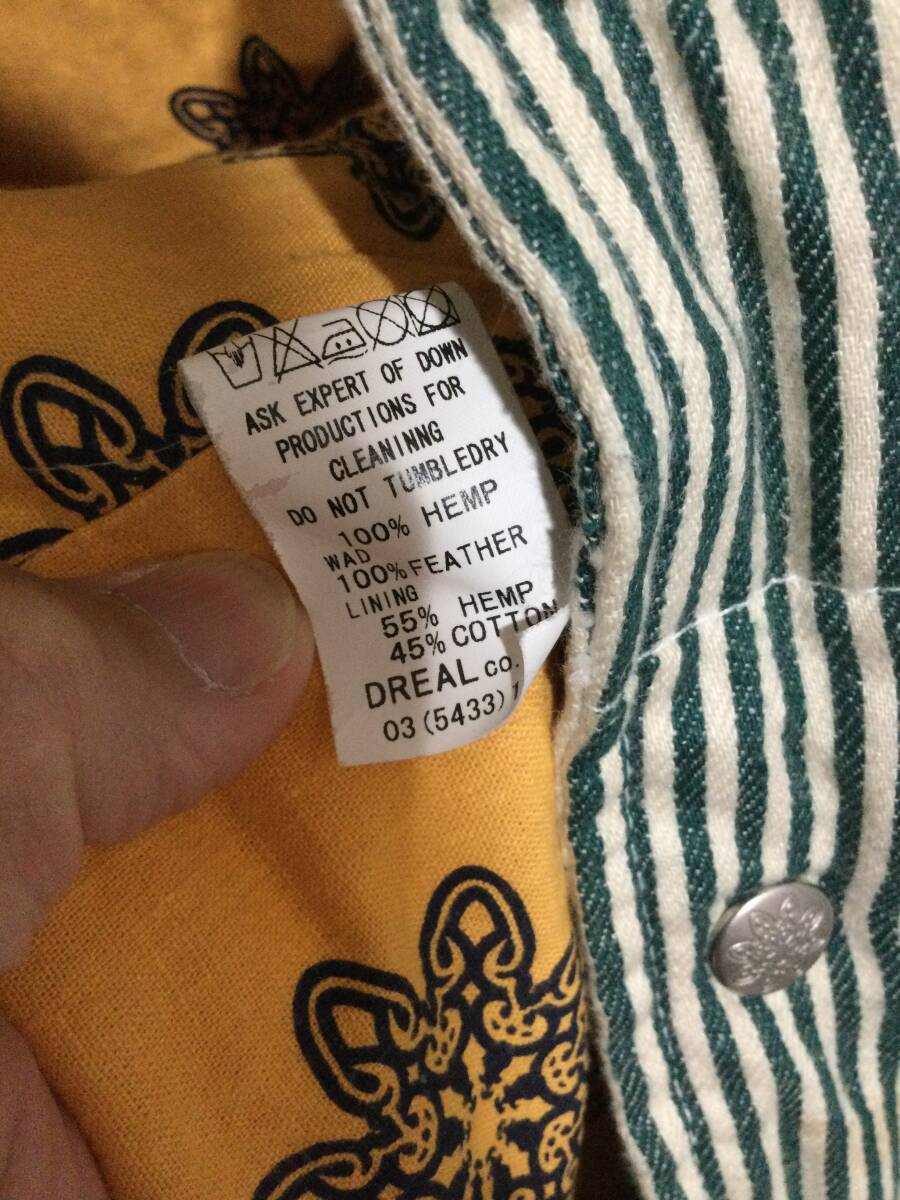 ASK EXPERT OF DOWN
PRODUCTIONS FOR
CLEANINNG
DO NOT TUMBLEDRY
100% HEMP
WAD
100% FEATHER
LINING
55% HEMP
45% COTTON
DREAL co.
03 (5433) 1